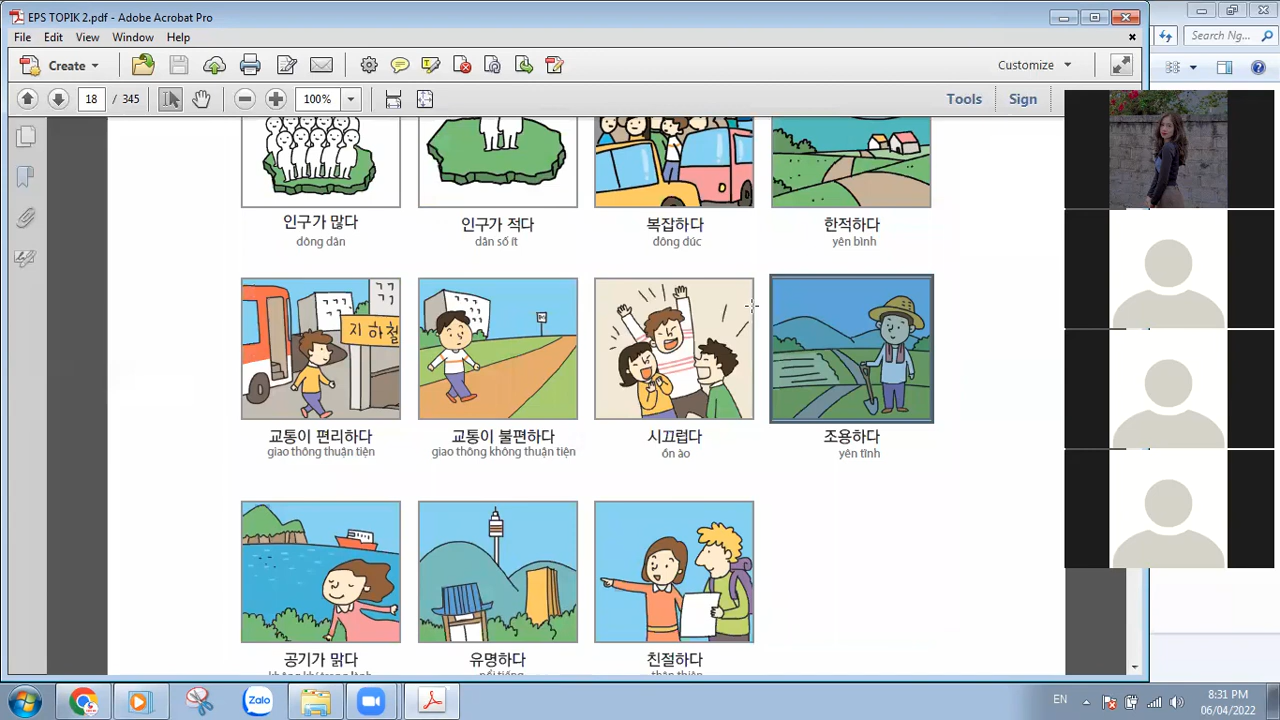 EPS TOPIK 2.pdf - Adobe Acrobat Pro
File Edit View Window Help
Search Ng...
Create
Customize
18 / 345
100%
Tools Sign
인구가 많다 인구가 적다 복잡하다 한적하다
đông dân dân số ít đông đúc yên bình
지하철
교통이 편리하다 교통이 불편하다 시끄럽다 조용하다
giao thông thuận tiện giao thông không thuận tiện ồn ào yên tĩnh
공기가 맑다 유명하다 친절하다
nổi tiếng thân thiện
Zalo
EN
8:31 PM
06/04/2022